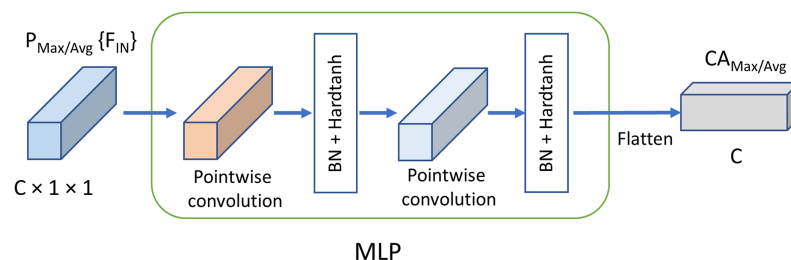 P_Max/Avg {F_IN}
C × 1 × 1
Pointwise
convolution
BN + Hardtanh
Pointwise
convolution
BN + Hardtanh
Flatten
CA_Max/Avg
C
MLP